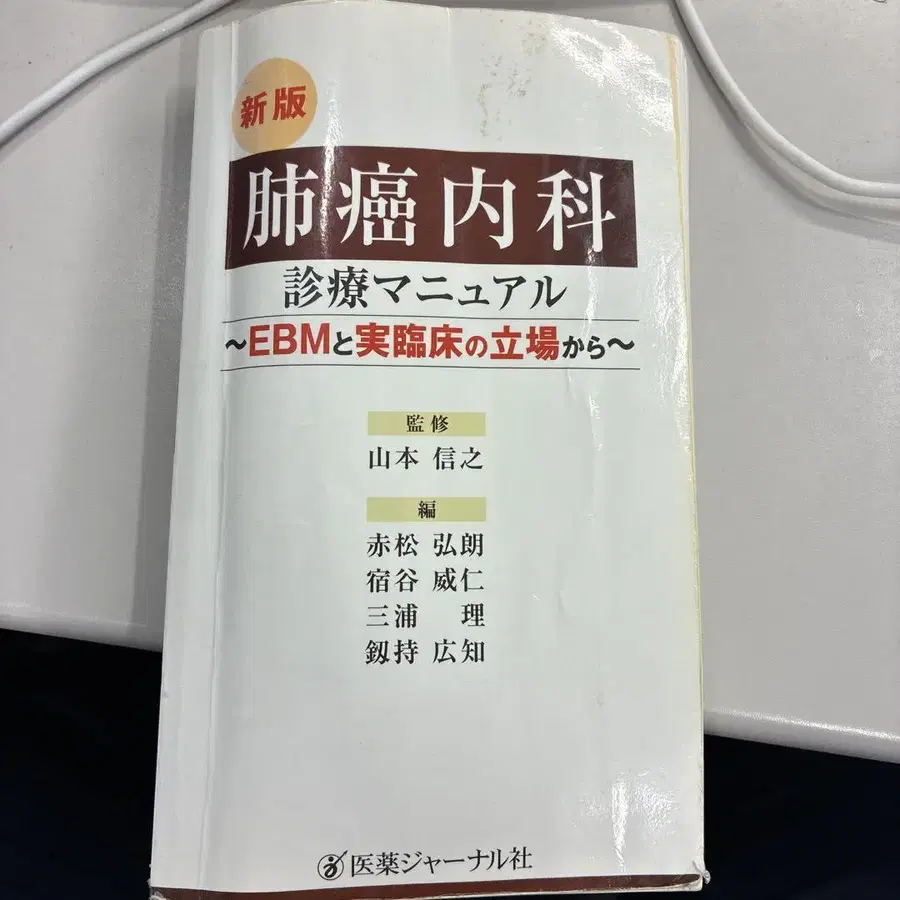 新版
肺癌内科
診療マニュアル
~EBMと実臨床の立場から~
監修
山本 信之
編
赤松 弘朗
宿谷 威仁
三浦 理
釼持 広知
医薬ジャーナル社